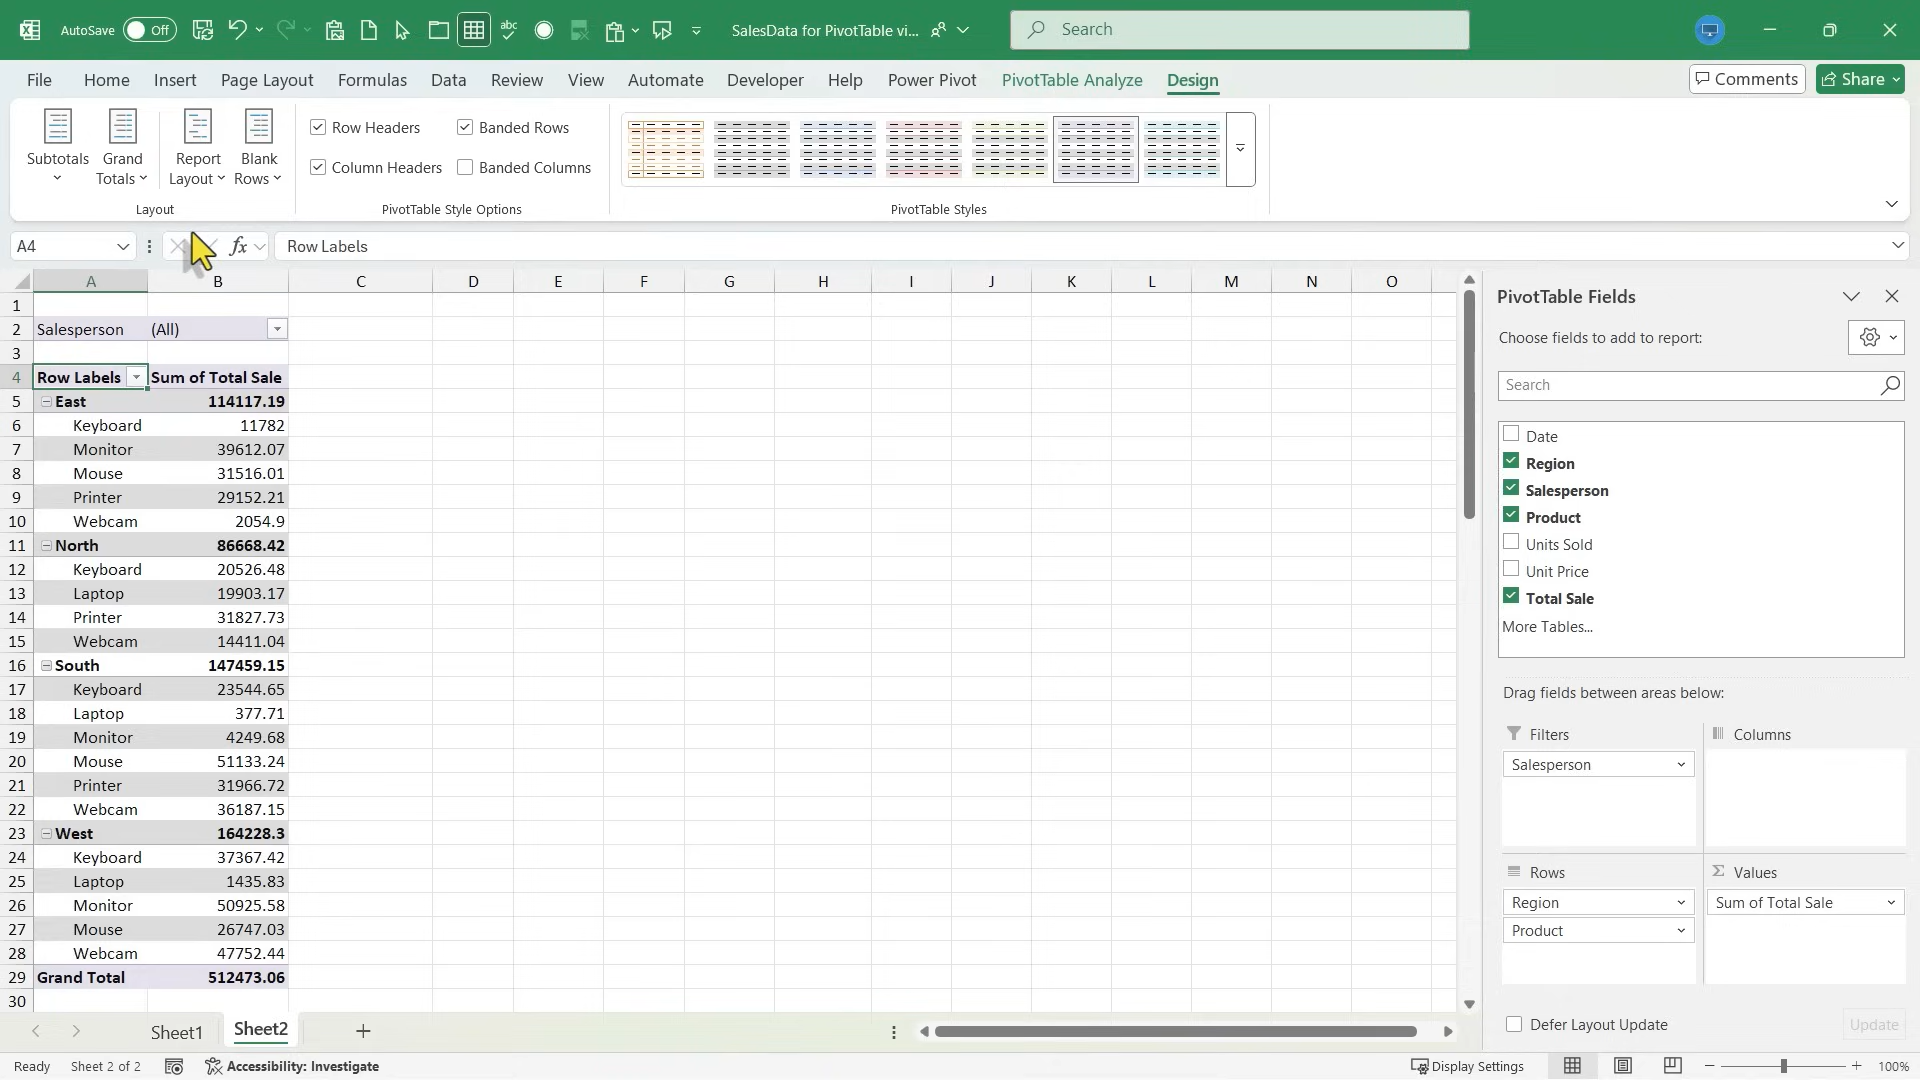 AutoSave Off SalesData for PivotTable vi... Search
File Home Insert Page Layout Formulas Data Review View Automate Developer Help Power Pivot PivotTable Analyze Design Comments Share
Subtotals Grand Totals Report Layout Blank Rows
Row Headers Banded Rows
Column Headers Banded Columns
Layout PivotTable Style Options PivotTable Styles
A4 fx Row Labels
A B C D E F G H I J K L M N O
1
2 Salesperson (All)
3
4 Row Labels Sum of Total Sale
5 East 114117.19
6 Keyboard 11782
7 Monitor 39612.07
8 Mouse 31516.01
9 Printer 29152.21
10 Webcam 2054.9
11 North 86668.42
12 Keyboard 20526.48
13 Laptop 19903.17
14 Printer 31827.73
15 Webcam 14411.04
16 South 147459.15
17 Keyboard 23544.65
18 Laptop 377.71
19 Monitor 4249.68
20 Mouse 51133.24
21 Printer 31966.72
22 Webcam 36187.15
23 West 164228.3
24 Keyboard 37367.42
25 Laptop 1435.83
26 Monitor 50925.58
27 Mouse 26747.03
28 Webcam 47752.44
29 Grand Total 512473.06
30
PivotTable Fields
Choose fields to add to report:
Search
Date
Region
Salesperson
Product
Units Sold
Unit Price
Total Sale
More Tables...
Drag fields between areas below:
Filters Columns
Salesperson
Rows Values
Region Sum of Total Sale
Product
Defer Layout Update Update
Sheet1 Sheet2
Ready Sheet 2 of 2 Accessibility: Investigate Display Settings 100%